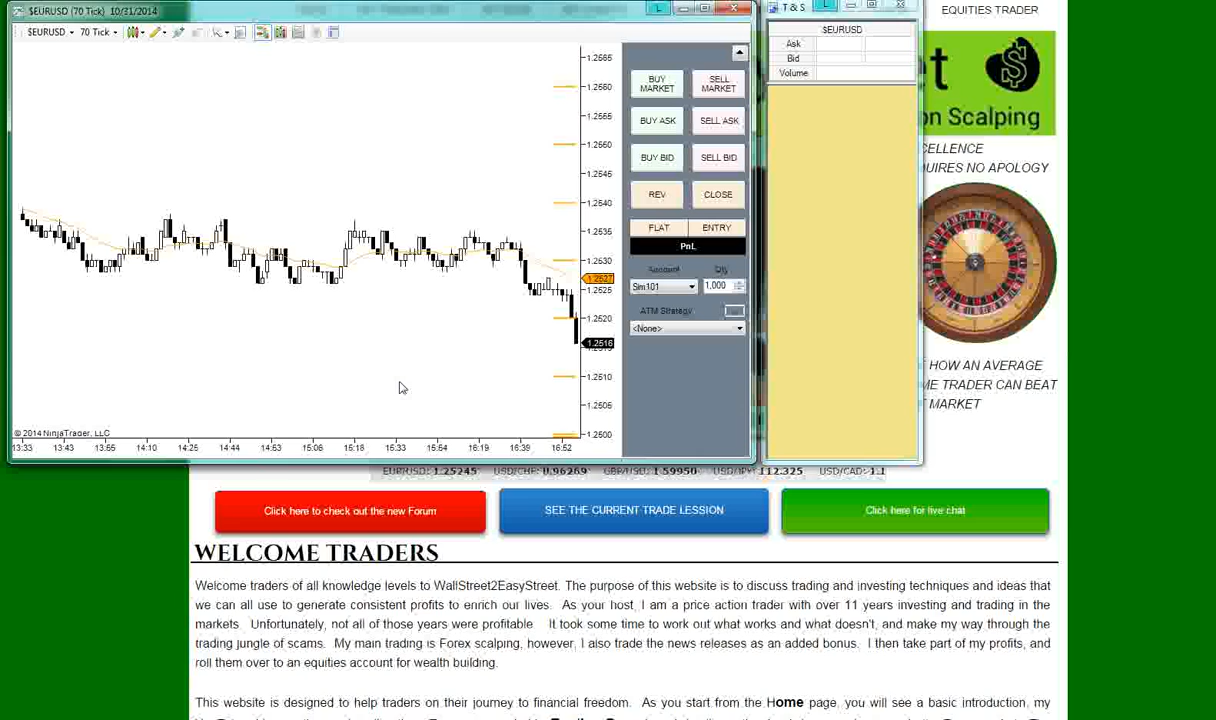 $EURUSD (70 Tick) 10/31/2014
$EURUSD 70 Tick
1.2565
1.2560
1.2555
1.2550
1.2545
1.2540
1.2535
1.2530
1.2527
1.2525
1.2520
1.2516
1.2510
1.2505
1.2500
© 2014 NinjaTrader, LLC
13:33 13:43 13:55 14:10 14:25 14:44 14:55 15:06 15:18 15:33 15:54 16:19 16:39 16:52
BUY MARKET SELL MARKET
BUY ASK SELL ASK
BUY BID SELL BID
REV CLOSE
FLAT ENTRY
PnL
Account Qty
Sim101 1,000
ATM Strategy
<None>
T & S
$EURUSD
Ask
Bid
Volume
EQUITIES TRADER
on Scalping
CELLENCE
UIRES NO APOLOGY
HOW AN AVERAGE
ME TRADER CAN BEAT
MARKET
EUR/USD: 1.25245 USD/CHF: 0.96269 GBP/USD: 1.59950 USD/JPY: 112.325 USD/CAD: 1.1
Click here to check out the new Forum
SEE THE CURRENT TRADE LESSION
Click here for live chat
WELCOME TRADERS
Welcome traders of all knowledge levels to WallStreet2EasyStreet. The purpose of this website is to discuss trading and investing techniques and ideas that
we can all use to generate consistent profits to enrich our lives. As your host, I am a price action trader with over 11 years investing and trading in the
markets. Unfortunately, not all of those years were profitable. It took some time to work out what works and what doesn't, and make my way through the
trading jungle of scams. My main trading is Forex scalping, however, I also trade the news releases as an added bonus. I then take part of my profits, and
roll them over to an equities account for wealth building.
This website is designed to help traders on their journey to financial freedom. As you start from the Home page, you will see a basic introduction, my